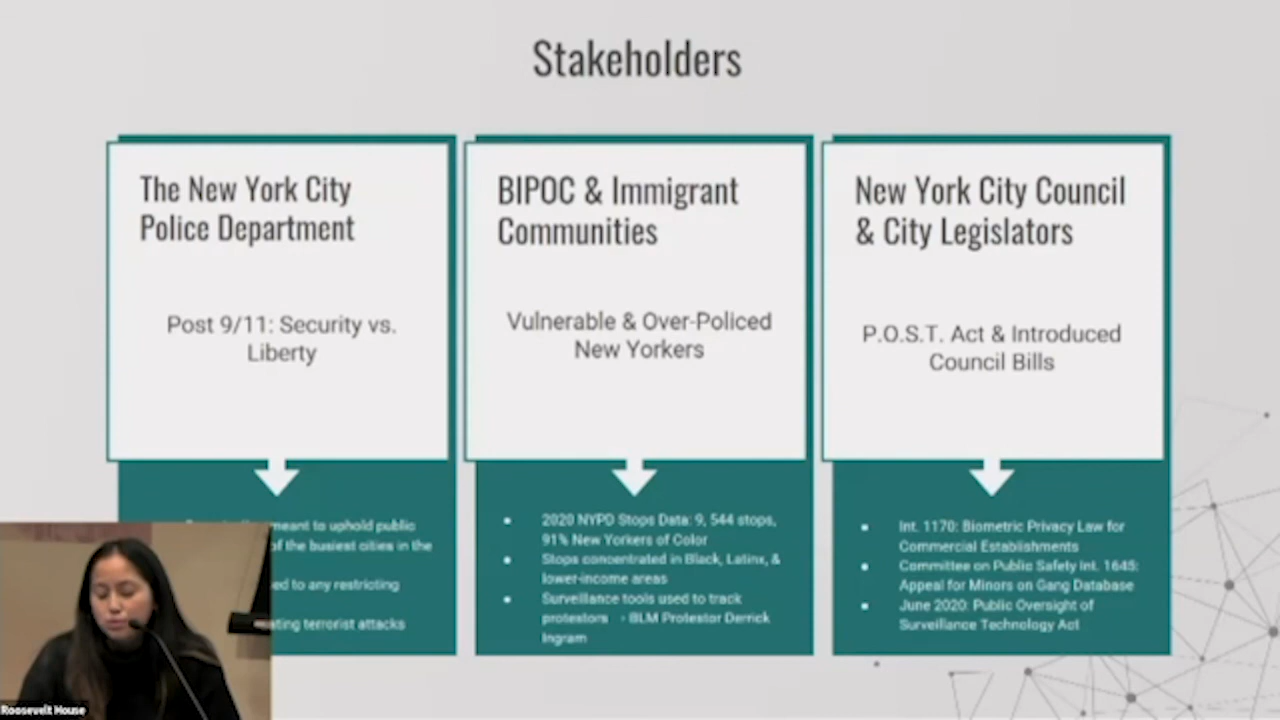 Stakeholders
The New York City
Police Department
Post 9/11: Security vs.
Liberty
meant to uphold public
of the busiest cities in the
to any restricting
terrorist attacks
BIPOC & Immigrant
Communities
Vulnerable & Over-Policed
New Yorkers
▪ 2020 NYPD Stops Data: 9, 544 stops,
91% New Yorkers of Color
▪ Stops concentrated in Black, Latinx, &
lower-income areas
▪ Surveillance tools used to track
protestors - BLM Protestor Derrick
Ingram
New York City Council
& City Legislators
P.O.S.T. Act & Introduced
Council Bills
▪ Int. 1170: Biometric Privacy Law for
Commercial Establishments
▪ Committee on Public Safety Int. 1645:
Appeal for Minors on Gang Database
▪ June 2020: Public Oversight of
Surveillance Technology Act
Roosevelt House